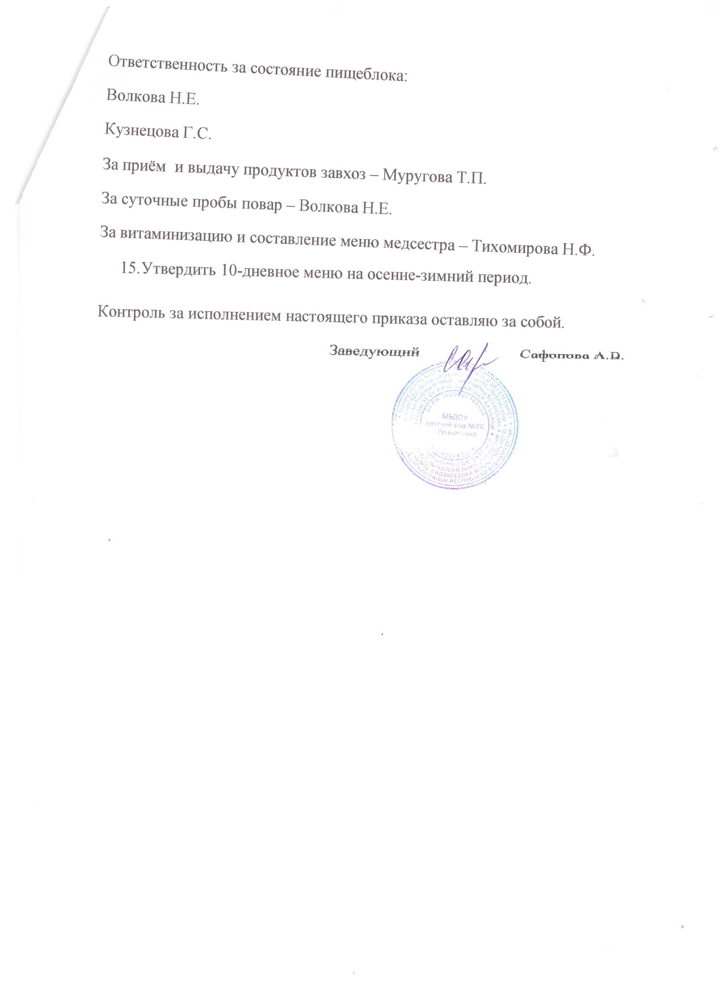 Ответственность за состояние пищеблока:
Волкова Н.Е.
Кузнецова Г.С.
За приём и выдачу продуктов завхоз – Муругова Т.П.
За суточные пробы повар – Волкова Н.Е.
За витаминизацию и составление меню медсестра – Тихомирова Н.Ф.
15. Утвердить 10-дневное меню на осенне-зимний период.
Контроль за исполнением настоящего приказа оставляю за собой.
Заведующий
МБДОУ
детский сад №26